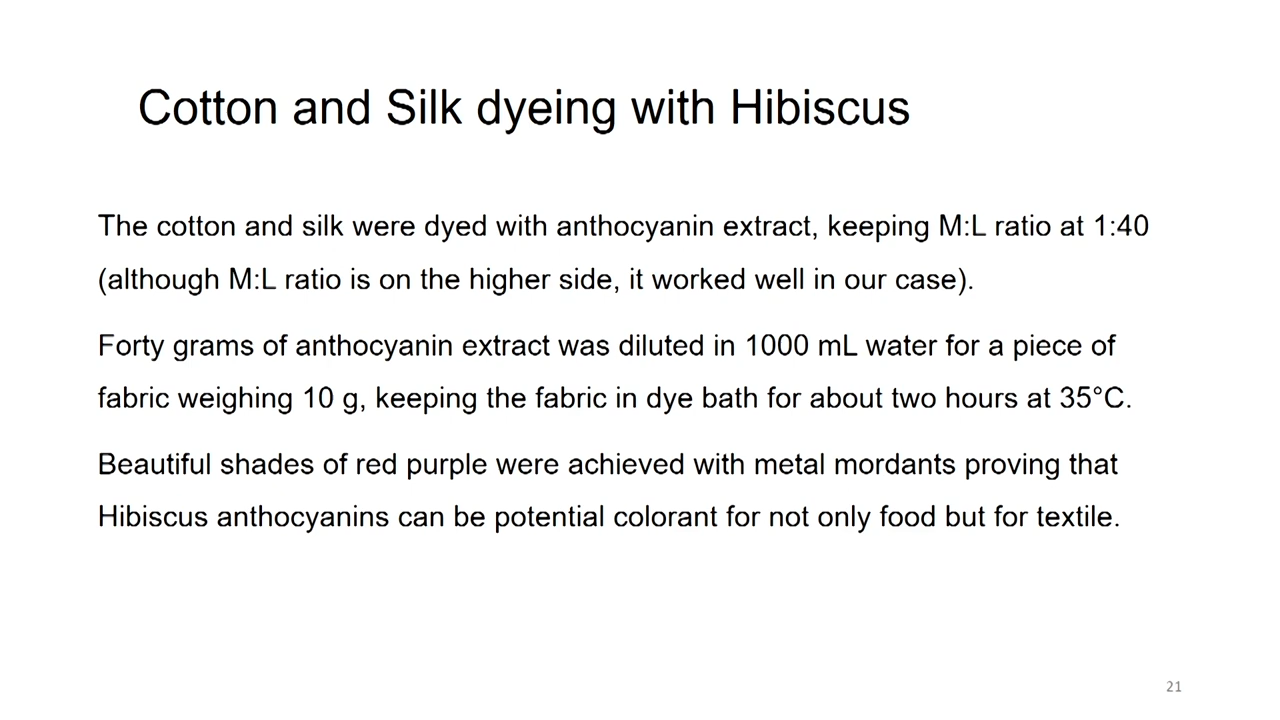 Cotton and Silk dyeing with Hibiscus
The cotton and silk were dyed with anthocyanin extract, keeping M:L ratio at 1:40
(although M:L ratio is on the higher side, it worked well in our case).
Forty grams of anthocyanin extract was diluted in 1000 mL water for a piece of
fabric weighing 10 g, keeping the fabric in dye bath for about two hours at 35°C.
Beautiful shades of red purple were achieved with metal mordants proving that
Hibiscus anthocyanins can be potential colorant for not only food but for textile.
21